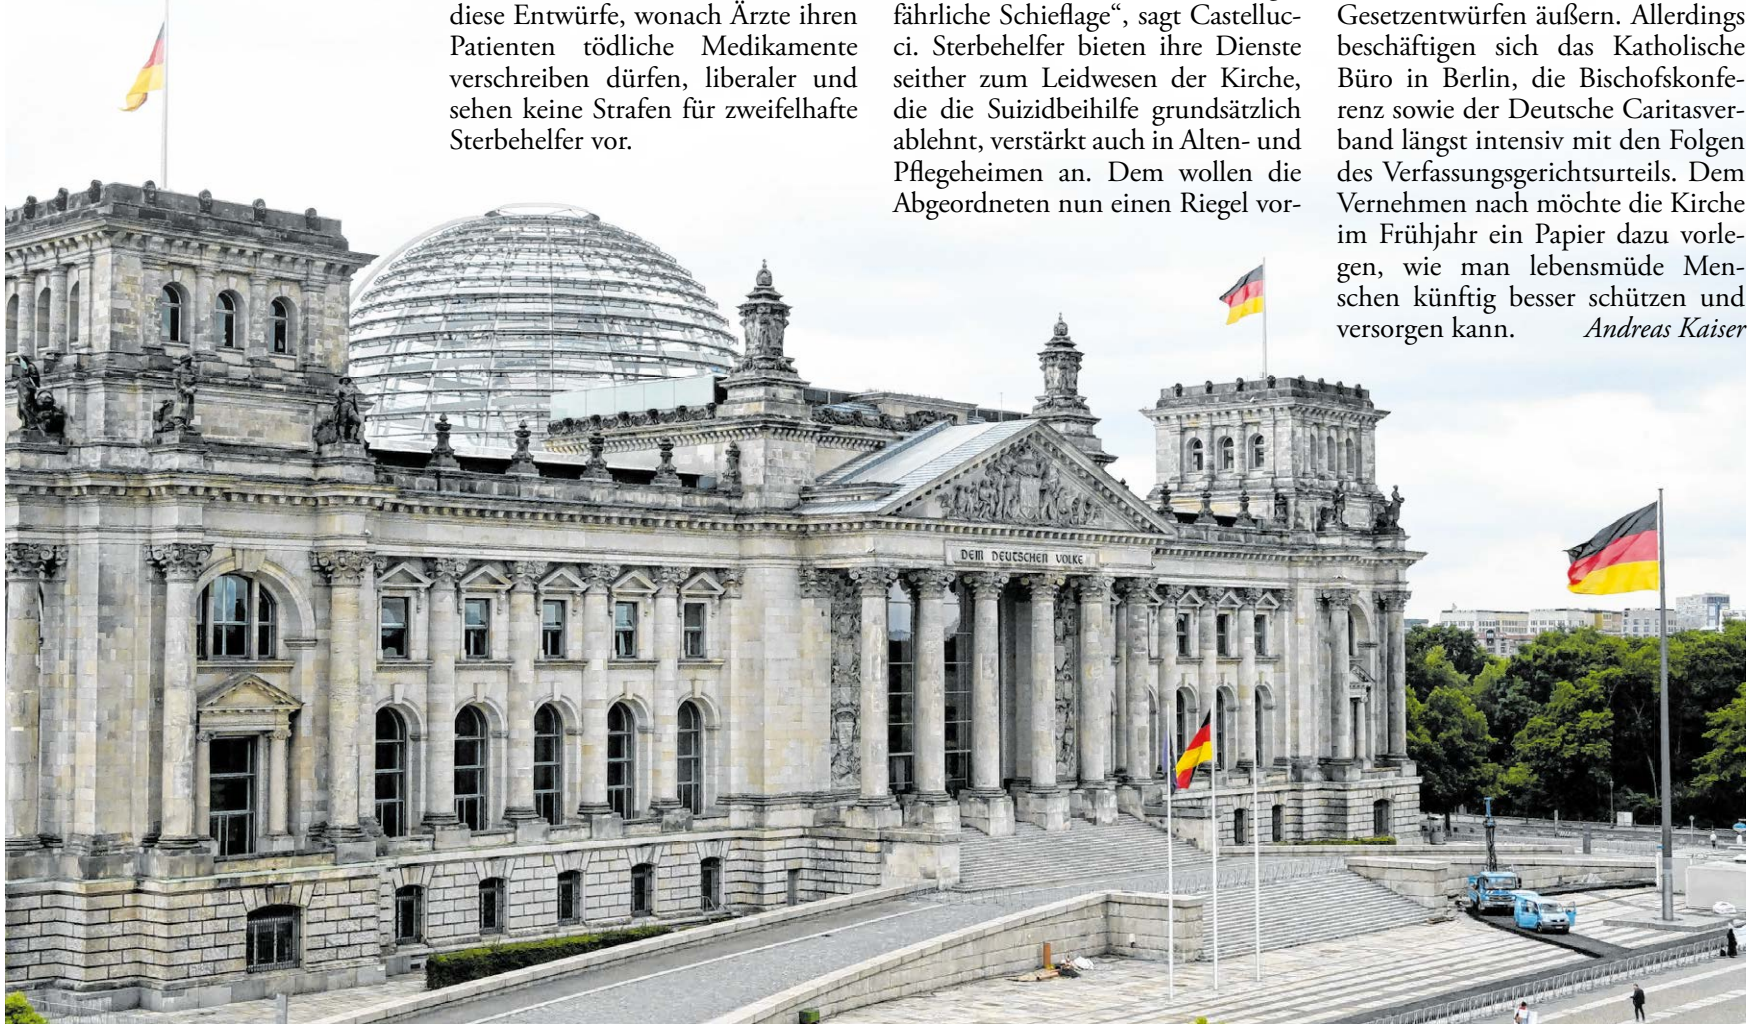 diese Entwürfe, wonach Ärzte ihren
Patienten tödliche Medikamente
verschreiben dürfen, liberaler und
sehen keine Strafen für zweifelhafte
Sterbehelfer vor.
fährliche Schieflage“, sagt Castelluc-
ci. Sterbehelfer bieten ihre Dienste
seither zum Leidwesen der Kirche,
die die Suizidbeihilfe grundsätzlich
ablehnt, verstärkt auch in Alten- und
Pflegeheimen an. Dem wollen die
Abgeordneten nun einen Riegel vor-
Gesetzentwürfen äußern. Allerdings
beschäftigen sich das Katholische
Büro in Berlin, die Bischofskonfe-
renz sowie der Deutsche Caritasver-
band längst intensiv mit den Folgen
des Verfassungsgerichtsurteils. Dem
Vernehmen nach möchte die Kirche
im Frühjahr ein Papier dazu vorle-
gen, wie man lebensmüde Men-
schen künftig besser schützen und
versorgen kann. Andreas Kaiser
DEM DEUTSCHEN VOLKE